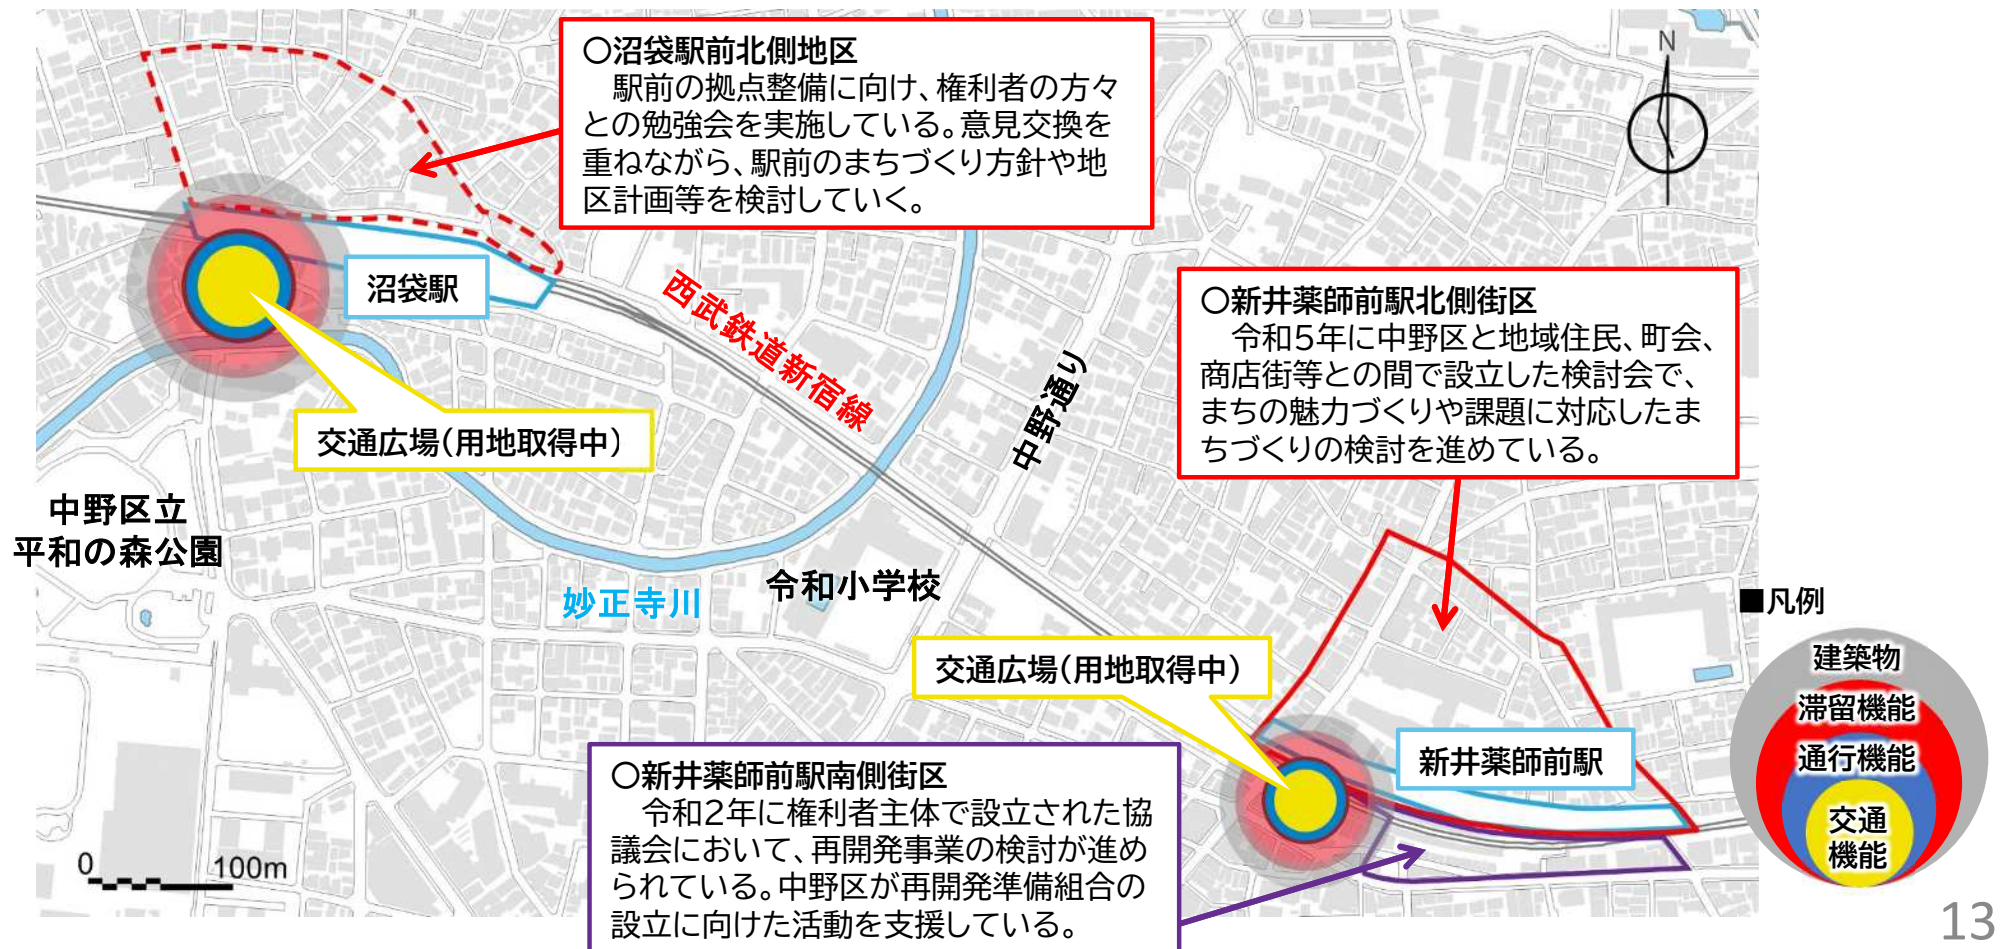 〇沼袋駅前北側地区
　駅前の拠点整備に向け、権利者の方々
との勉強会を実施している。意見交換を
重ねながら、駅前のまちづくり方針や地
区計画等を検討していく。
N
沼袋駅
西武鉄道新宿線
〇新井薬師前駅北側街区
　令和5年に中野区と地域住民、町会、
商店街等との間で設立した検討会で、
まちの魅力づくりや課題に対応したま
ちづくりの検討を進めている。
中野通り
交通広場(用地取得中)
中野区立
平和の森公園
妙正寺川
令和小学校
交通広場(用地取得中)
新井薬師前駅
〇新井薬師前駅南側街区
　令和2年に権利者主体で設立された協
議会において、再開発事業の検討が進め
られている。中野区が再開発準備組合の
設立に向けた活動を支援している。
0 100m
■凡例
建築物
滞留機能
通行機能
交通
機能
13